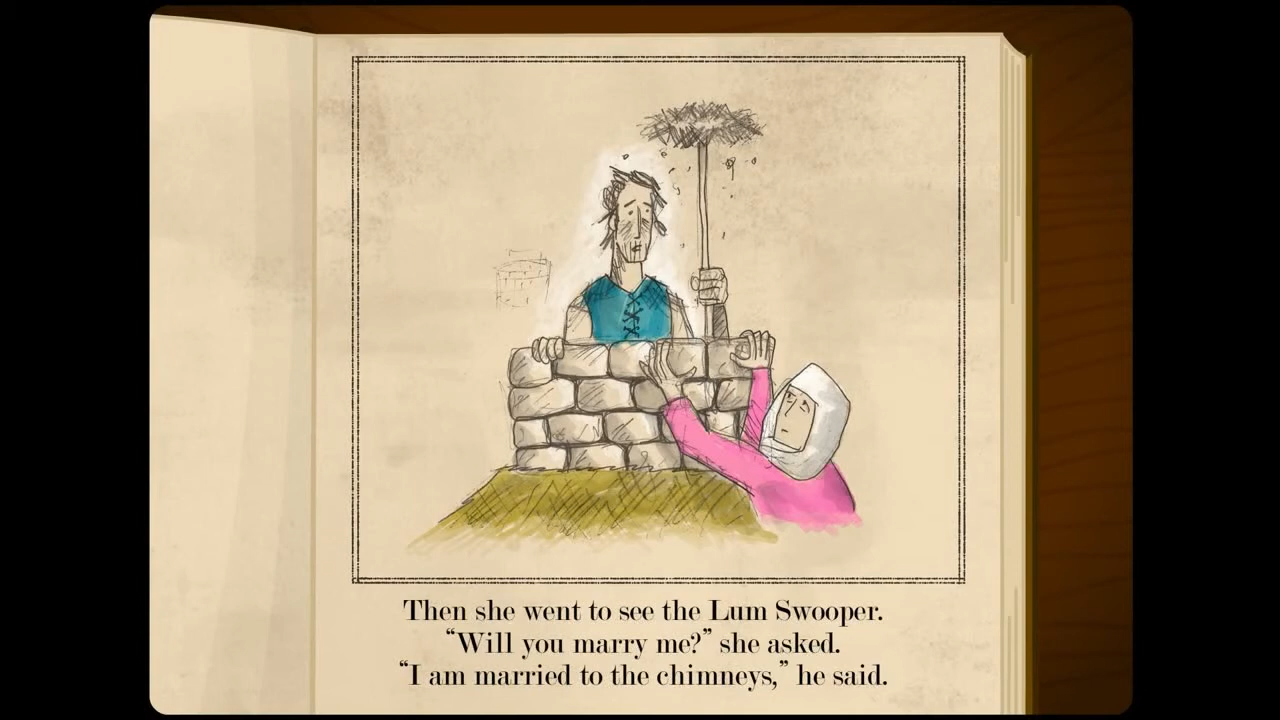 Then she went to see the Lum Swooper.
“Will you marry me?” she asked.
“I am married to the chimneys,” he said.